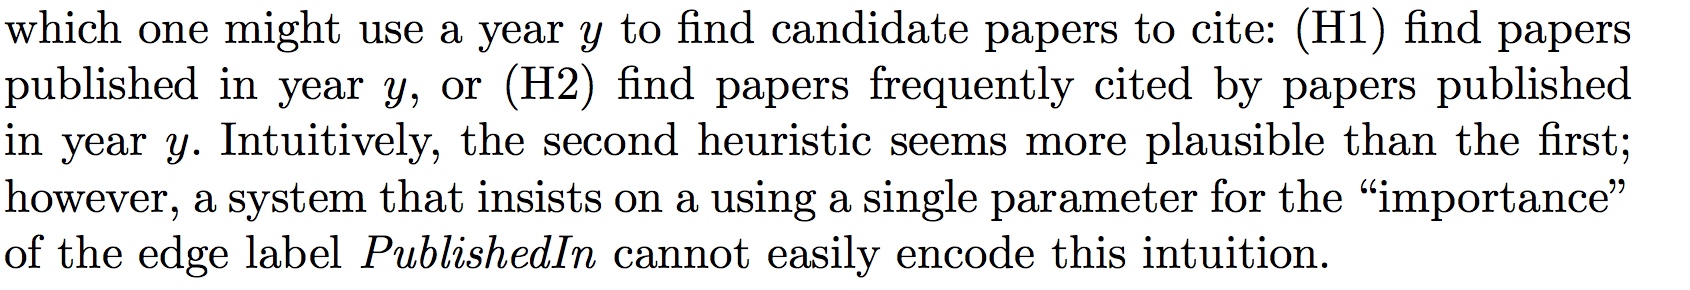 which one might use a year y to find candidate papers to cite: (H1) find papers
published in year y, or (H2) find papers frequently cited by papers published
in year y. Intuitively, the second heuristic seems more plausible than the first;
however, a system that insists on a using a single parameter for the “importance”
of the edge label PublishedIn cannot easily encode this intuition.